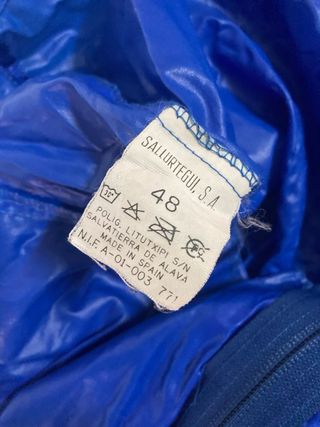 SALLURTEGUI, S.A.
48
POLIG. LITUTXIPI S/N
SALVATIERRA DE ALAVA
MADE IN SPAIN
N.I.F. A-01-003 771